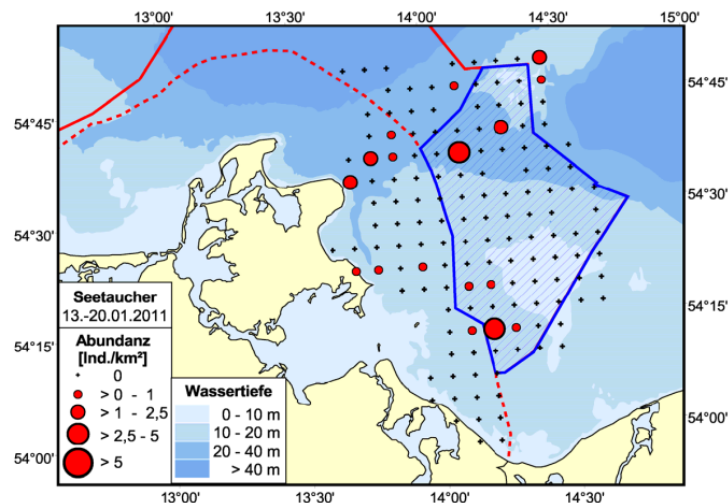 13°00' 13°30' 14°00' 14°30' 15°00'
54°45'
54°30'
54°15'
54°00'
54°45'
54°30'
54°15'
54°00'
Seetaucher
13.-20.01.2011
Abundanz
[Ind./km²]
0
> 0 - 1
> 1 - 2,5
> 2,5 - 5
> 5
Wassertiefe
0 - 10 m
10 - 20 m
20 - 40 m
> 40 m
13°00' 13°30' 14°00' 14°30'